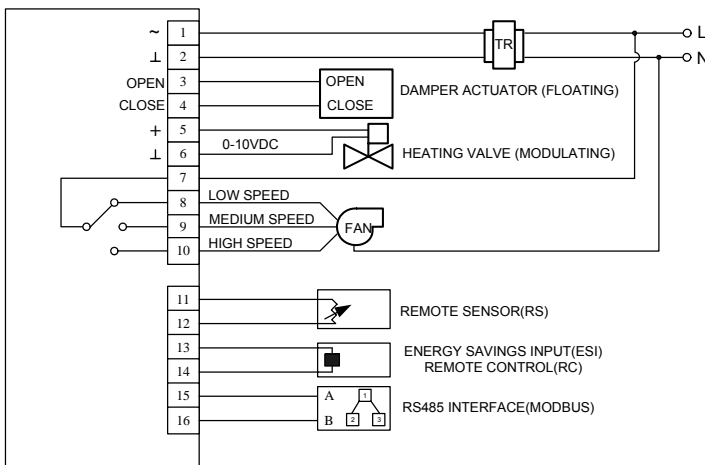 ~ 1 TR L
⊥ 2 N
OPEN 3 OPEN
CLOSE 4 CLOSE
DAMPER ACTUATOR (FLOATING)
+ 5
⊥ 6 0-10VDC
HEATING VALVE (MODULATING)
7
8 LOW SPEED
9 MEDIUM SPEED FAN
10 HIGH SPEED
11
12
REMOTE SENSOR(RS)
13
14
ENERGY SAVINGS INPUT(ESI)
REMOTE CONTROL(RC)
15 A 1
16 B 2 3
RS485 INTERFACE(MODBUS)